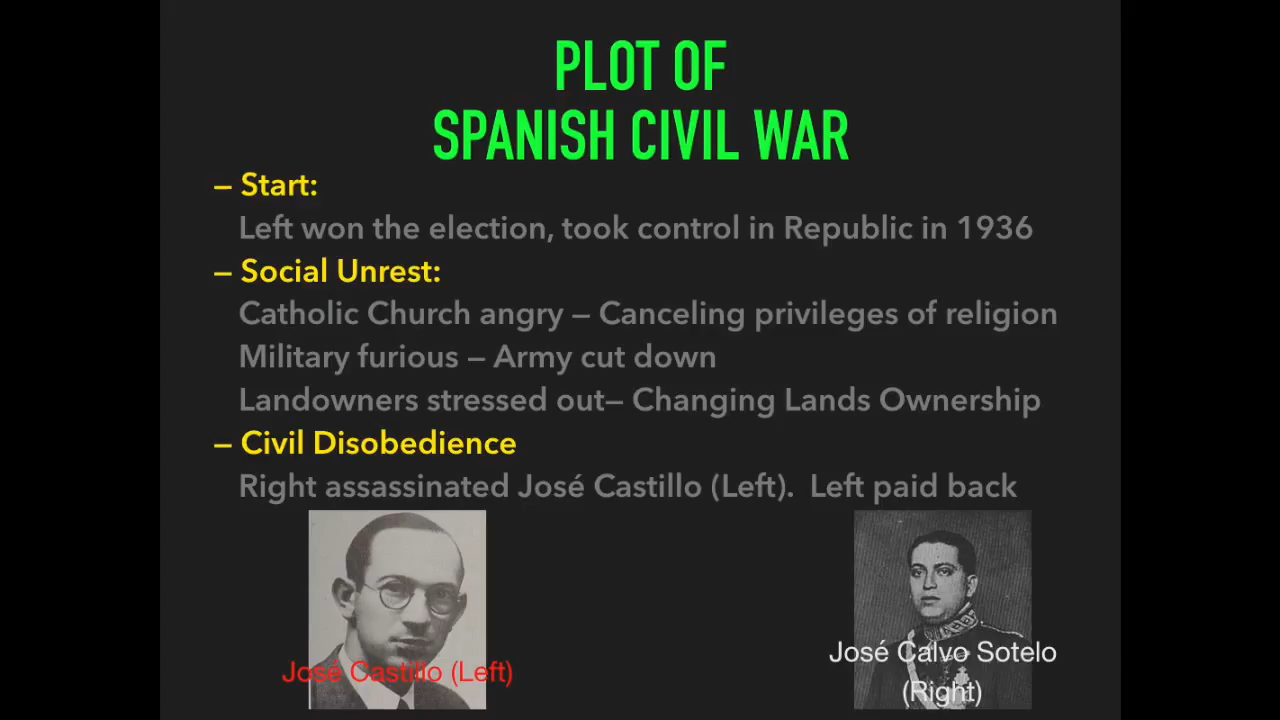 PLOT OF
SPANISH CIVIL WAR
– Start:
Left won the election, took control in Republic in 1936
– Social Unrest:
Catholic Church angry – Canceling privileges of religion
Military furious – Army cut down
Landowners stressed out– Changing Lands Ownership
– Civil Disobedience
Right assassinated José Castillo (Left).  Left paid back
José Castillo (Left)
José Calvo Sotelo
(Right)